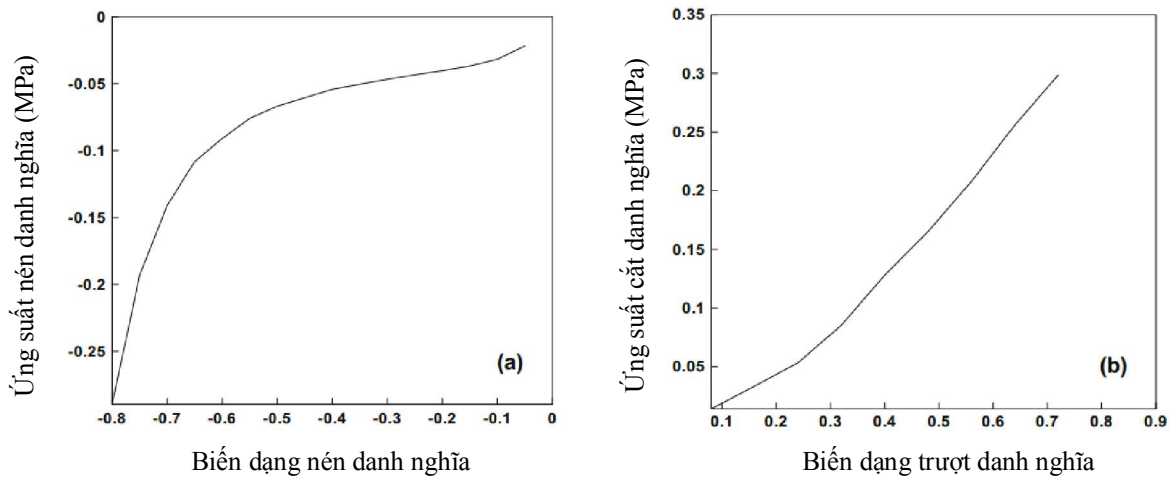 Ứng suất nén danh nghĩa (MPa)
0
-0.05
-0.1
-0.15
-0.2
-0.25
(a)
-0.8 -0.7 -0.6 -0.5 -0.4 -0.3 -0.2 -0.1 0
Biến dạng nén danh nghĩa
Ứng suất cắt danh nghĩa (MPa)
0.35
0.3
0.25
0.2
0.15
0.1
0.05
(b)
0.1 0.2 0.3 0.4 0.5 0.6 0.7 0.8 0.9
Biến dạng trượt danh nghĩa